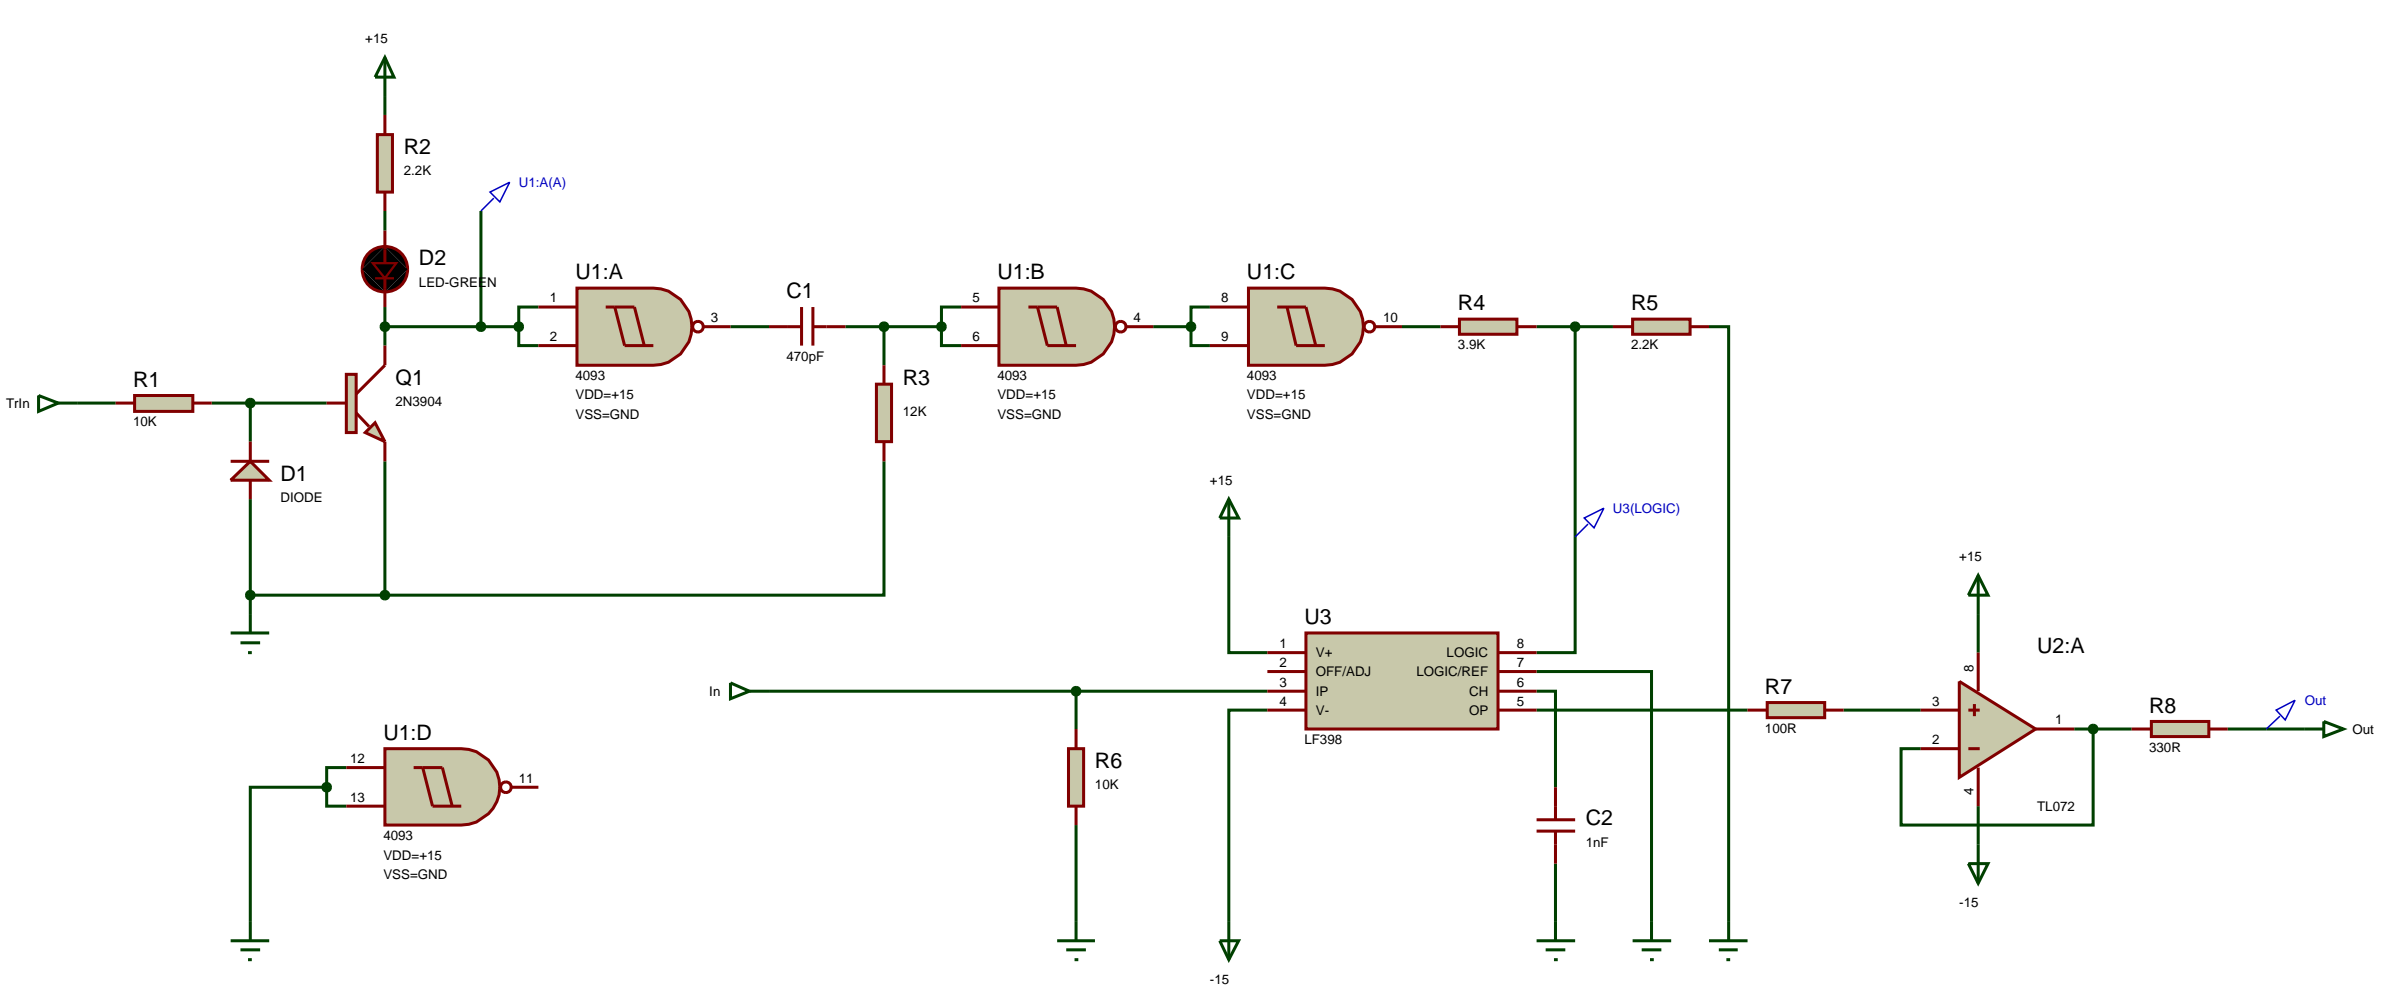 +15
R2
2.2K
U1:A(A)
D2
LED-GREEN
U1:A
1
2
3
4093
VDD=+15
VSS=GND
C1
470pF
U1:B
5
6
4
4093
VDD=+15
VSS=GND
U1:C
8
9
10
4093
VDD=+15
VSS=GND
R4
3.9K
R5
2.2K
TrIn
R1
10K
Q1
2N3904
R3
12K
D1
DIODE
+15
U3(LOGIC)
U3
1
V+
2
OFF/ADJ
3
IP
4
V-
LOGIC
8
LOGIC/REF
7
CH
6
OP
5
LF398
In
R6
10K
C2
1nF
-15
R7
100R
+15
U2:A
8
3
2
1
4
TL072
-15
R8
330R
Out
Out
U1:D
12
13
11
4093
VDD=+15
VSS=GND